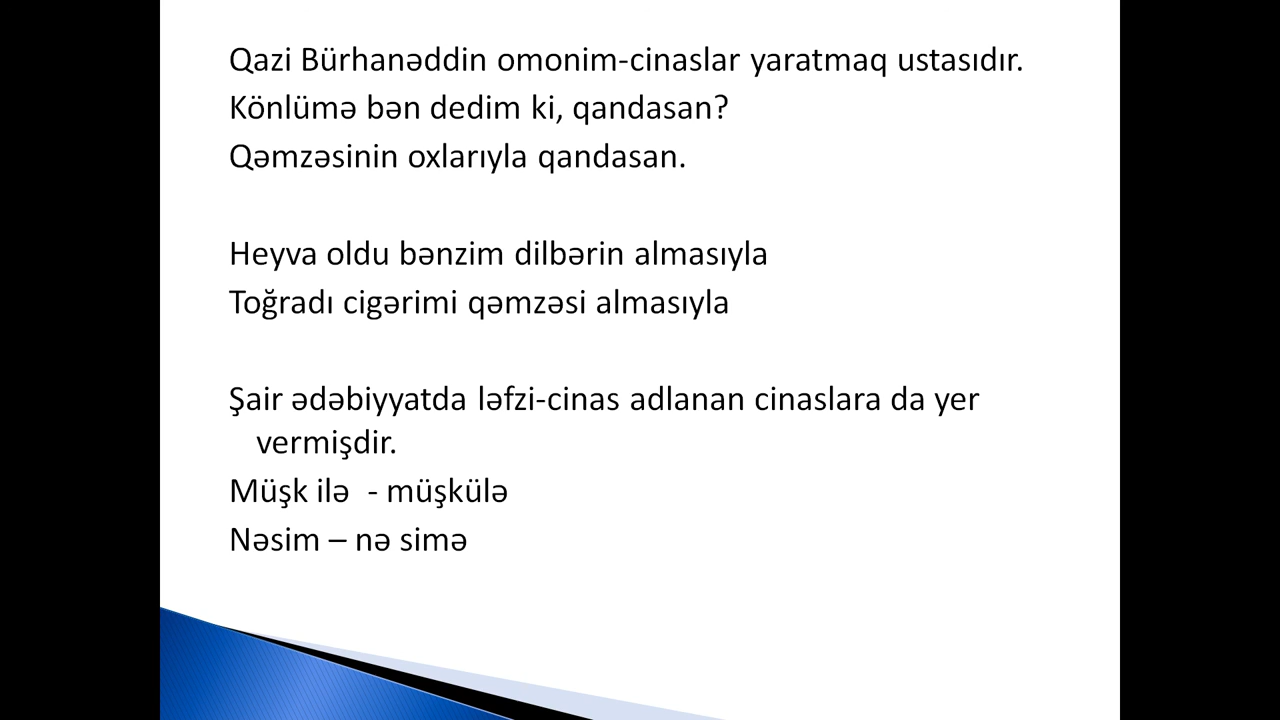 Qazi Bürhanəddin omonim-cinaslar yaratmaq ustasıdır.
Könlümə bən dedim ki, qandasan?
Qəmzəsinin oxlarıyla qandasan.
Heyva oldu bənzim dilbərin almasıyla
Toğradı cigərimi qəmzəsi almasıyla
Şair ədəbiyyatda ləfzi-cinas adlanan cinaslara da yer
vermişdir.
Müşk ilə  - müşkülə
Nəsim – nə simə